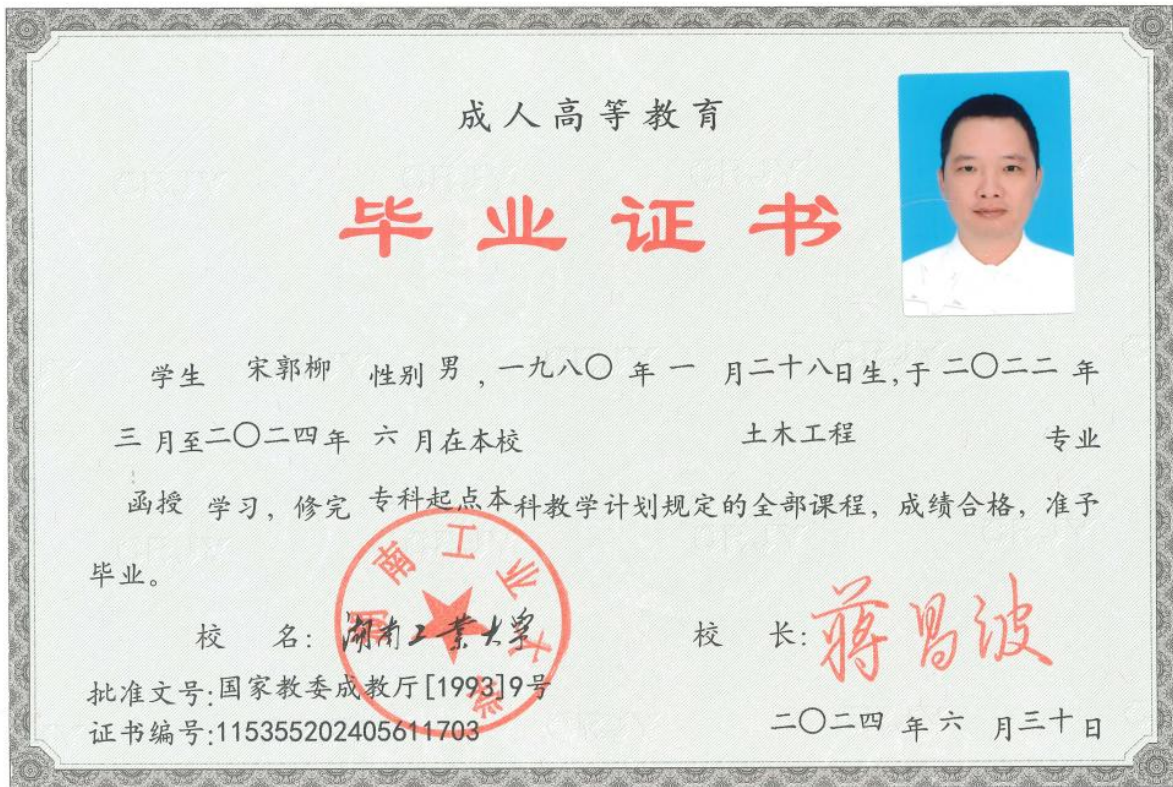 成人高等教育
毕业证书
学生 宋郭柳 性别 男 , 一九八〇 年 一 月二十八日生,于 二〇二二 年
三 月至二〇二四年 六 月在本校 土木工程 专业
函授 学习, 修完 专科起点本科教学计划规定的全部课程, 成绩合格, 准予
毕业。
校 名: 湖南工业大学
湖南工业大学
校 长: 蒋昌波
批准文号:国家教委成教厅[1993]9号
证书编号:115355202405611703
二〇二四 年 六 月三十日